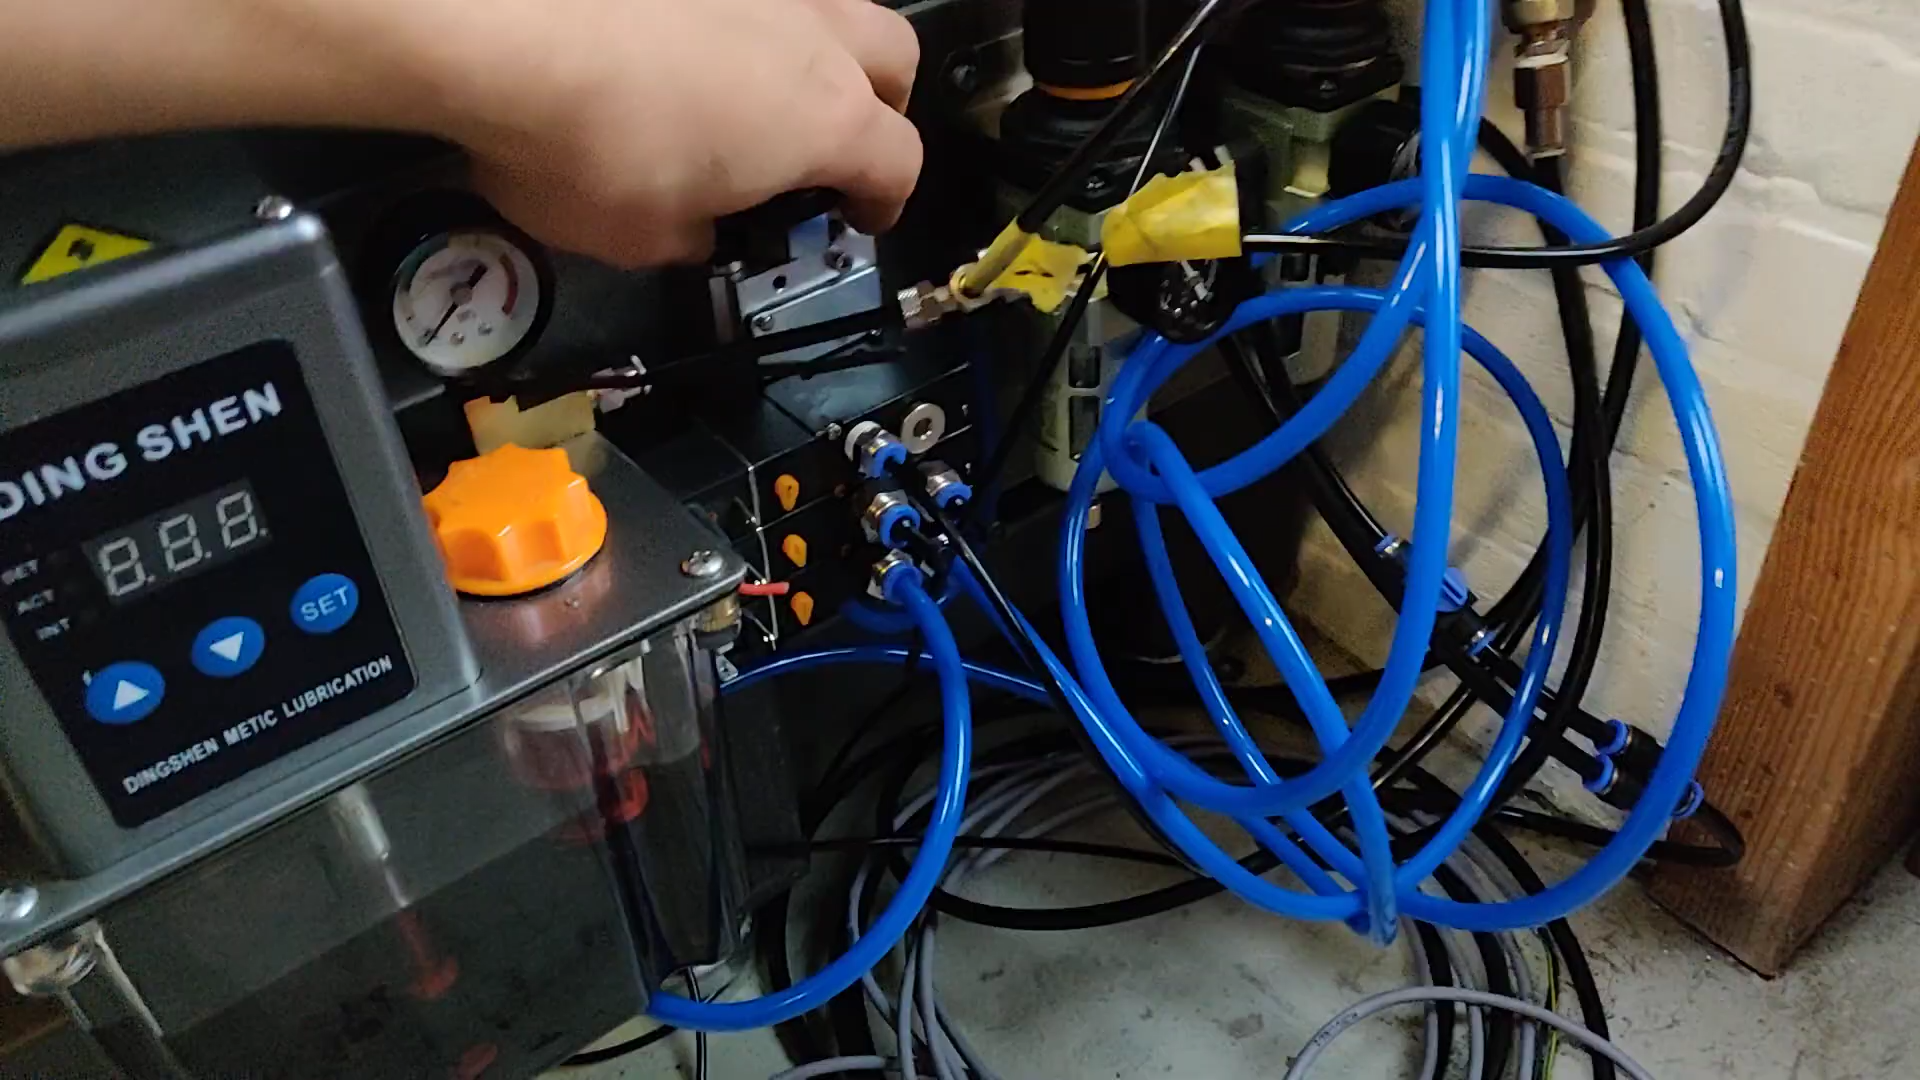 DING SHEN
8.8.8.
SET
ACT
INT
SET
DINGSHEN METIC LUBRICATION